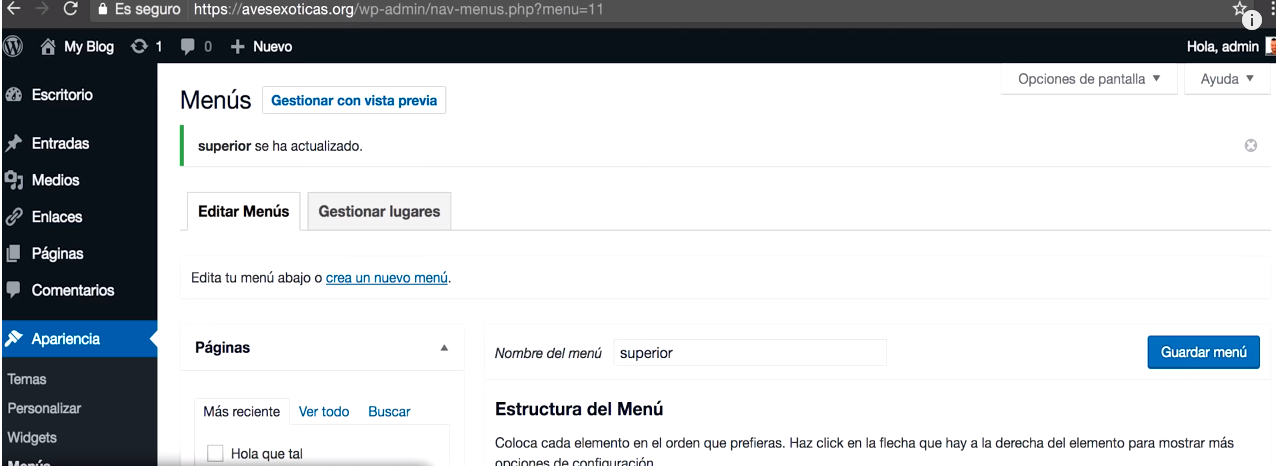 Es seguro https://avesexoticas.org/wp-admin/nav-menus.php?menu=11
My Blog 1 0 + Nuevo Hola, admin
Opciones de pantalla ▼ Ayuda ▼
Escritorio
Menús Gestionar con vista previa
Entradas
superior se ha actualizado.
Medios
Enlaces
Editar Menús Gestionar lugares
Páginas
Edita tu menú abajo o crea un nuevo menú.
Comentarios
Apariencia
Páginas
Nombre del menú superior Guardar menú
Temas
Personalizar
Más reciente Ver todo Buscar
Estructura del Menú
Widgets
Hola que tal
Coloca cada elemento en el orden que prefieras. Haz click en la flecha que hay a la derecha del elemento para mostrar más
opciones de configuración.
Menús